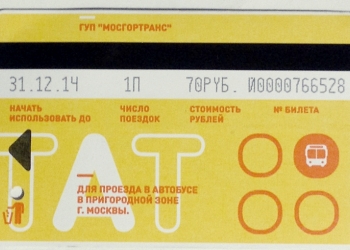 ГУП "МОСГОРТРАНС"
31.12.14 1П 70РУБ. И0000766528
НАЧАТЬ ИСПОЛЬЗОВАТЬ ДО
ЧИСЛО ПОЕЗДОК
СТОИМОСТЬ РУБЛЕЙ
№ БИЛЕТА
ТАТ
ДЛЯ ПРОЕЗДА В АВТОБУСЕ
В ПРИГОРОДНОЙ ЗОНЕ
Г. МОСКВЫ.